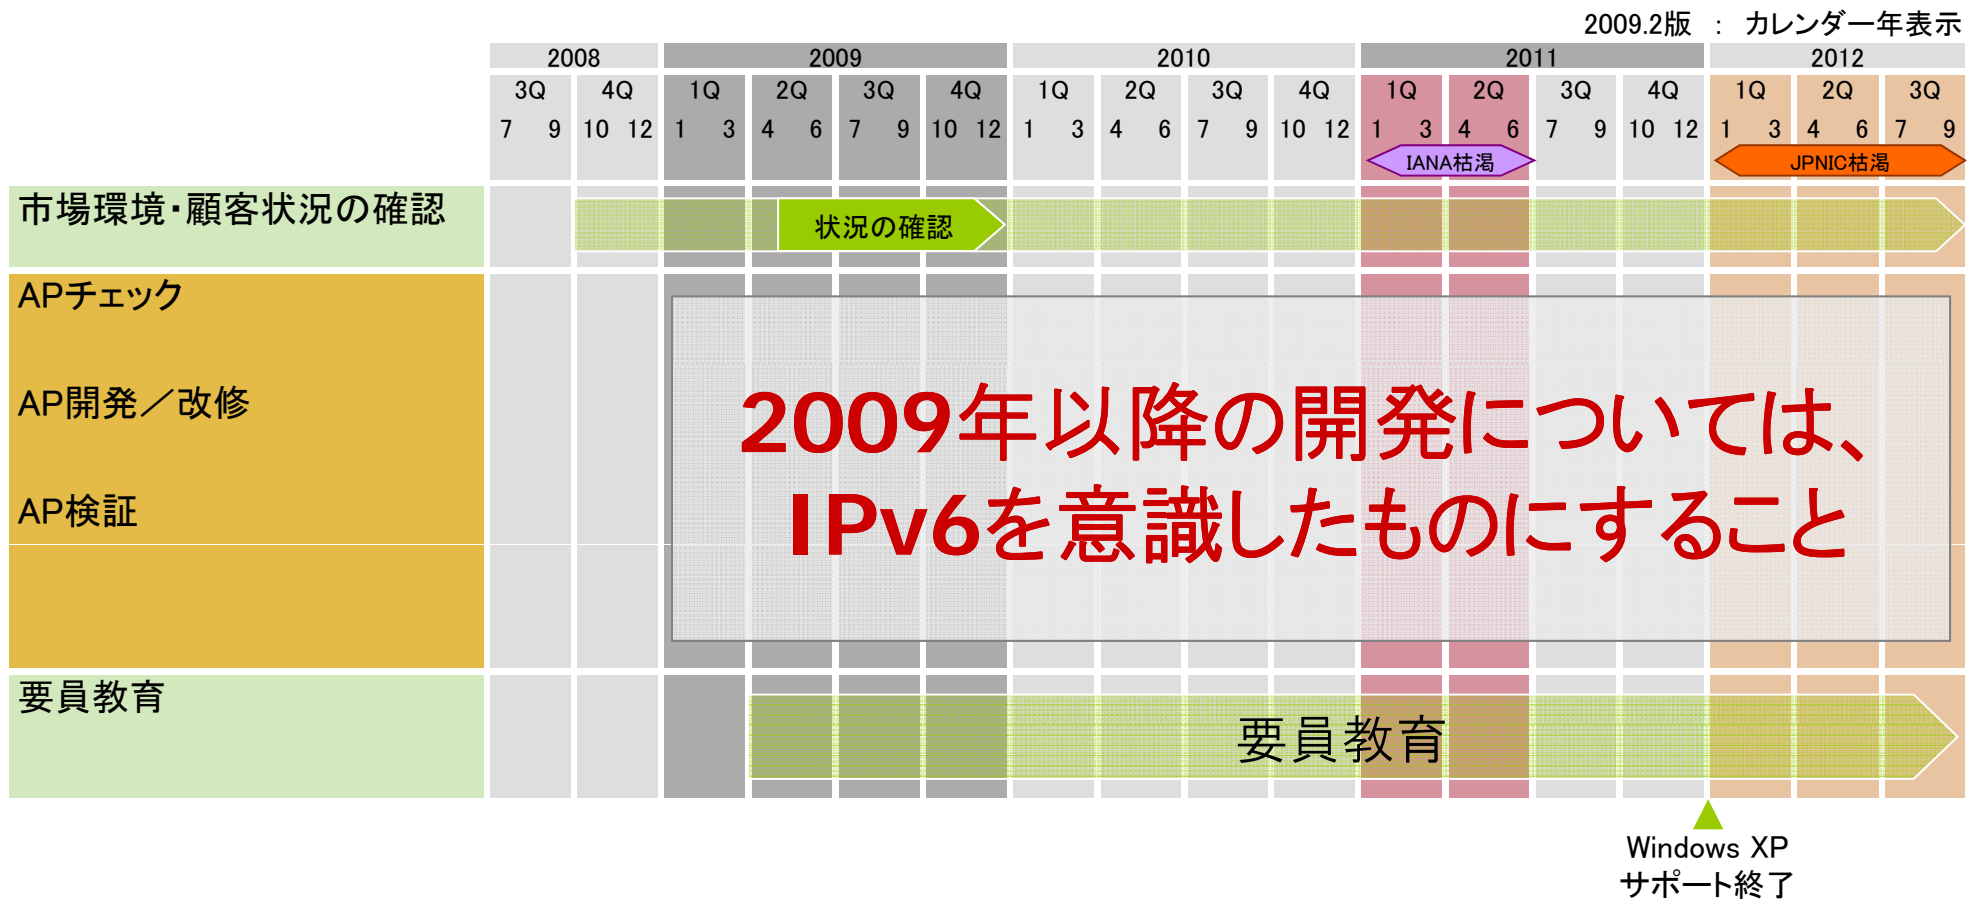 2009.2版 : カレンダー年表示
2008 2009 2010 2011 2012
3Q 4Q 1Q 2Q 3Q 4Q 1Q 2Q 3Q 4Q 1Q 2Q 3Q 4Q 1Q 2Q 3Q
7 9 10 12 1 3 4 6 7 9 10 12 1 3 4 6 7 9 10 12 1 3 4 6 7 9 10 12 1 3 4 6 7 9
IANA枯渇 JPNIC枯渇
市場環境・顧客状況の確認
状況の確認
APチェック
AP開発／改修
AP検証
2009年以降の開発については、
IPv6を意識したものにすること
要員教育
要員教育
Windows XP
サポート終了